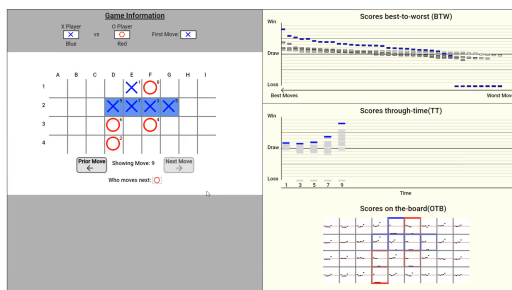 Game Information
X Player
vs
O Player
First Move:
X
Blue
Red
A B C D E F G H I
1
2
3
4
Prior Move
←
Showing Move: 9
Next Move
→
Who moves next:
Scores best-to-worst (BTW)
Win
Draw
Loss
Best Moves
Worst Mov
Scores through-time(TT)
Win
Draw
Loss
1 3 5 7 9
Time
Scores on the-board(OTB)